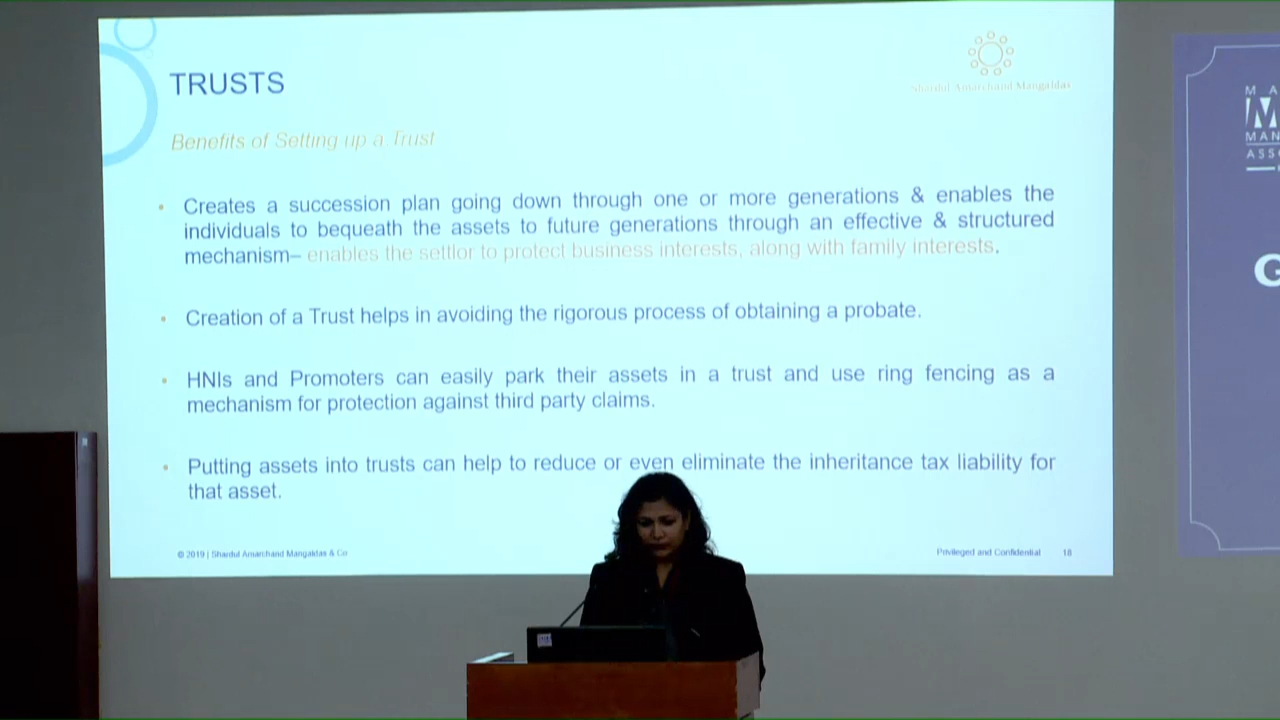 TRUSTS
Shardul Amarchand Mangaldas
Benefits of Setting up a Trust
• Creates a succession plan going down through one or more generations & enables the
individuals to bequeath the assets to future generations through an effective & structured
mechanism– enables the settlor to protect business interests, along with family interests.
• Creation of a Trust helps in avoiding the rigorous process of obtaining a probate.
• HNIs and Promoters can easily park their assets in a trust and use ring fencing as a
mechanism for protection against third party claims.
• Putting assets into trusts can help to reduce or even eliminate the inheritance tax liability for
that asset.
© 2019 | Shardul Amarchand Mangaldas & Co
Privileged and Confidential 18
M A
M
MAN
ASSO
G